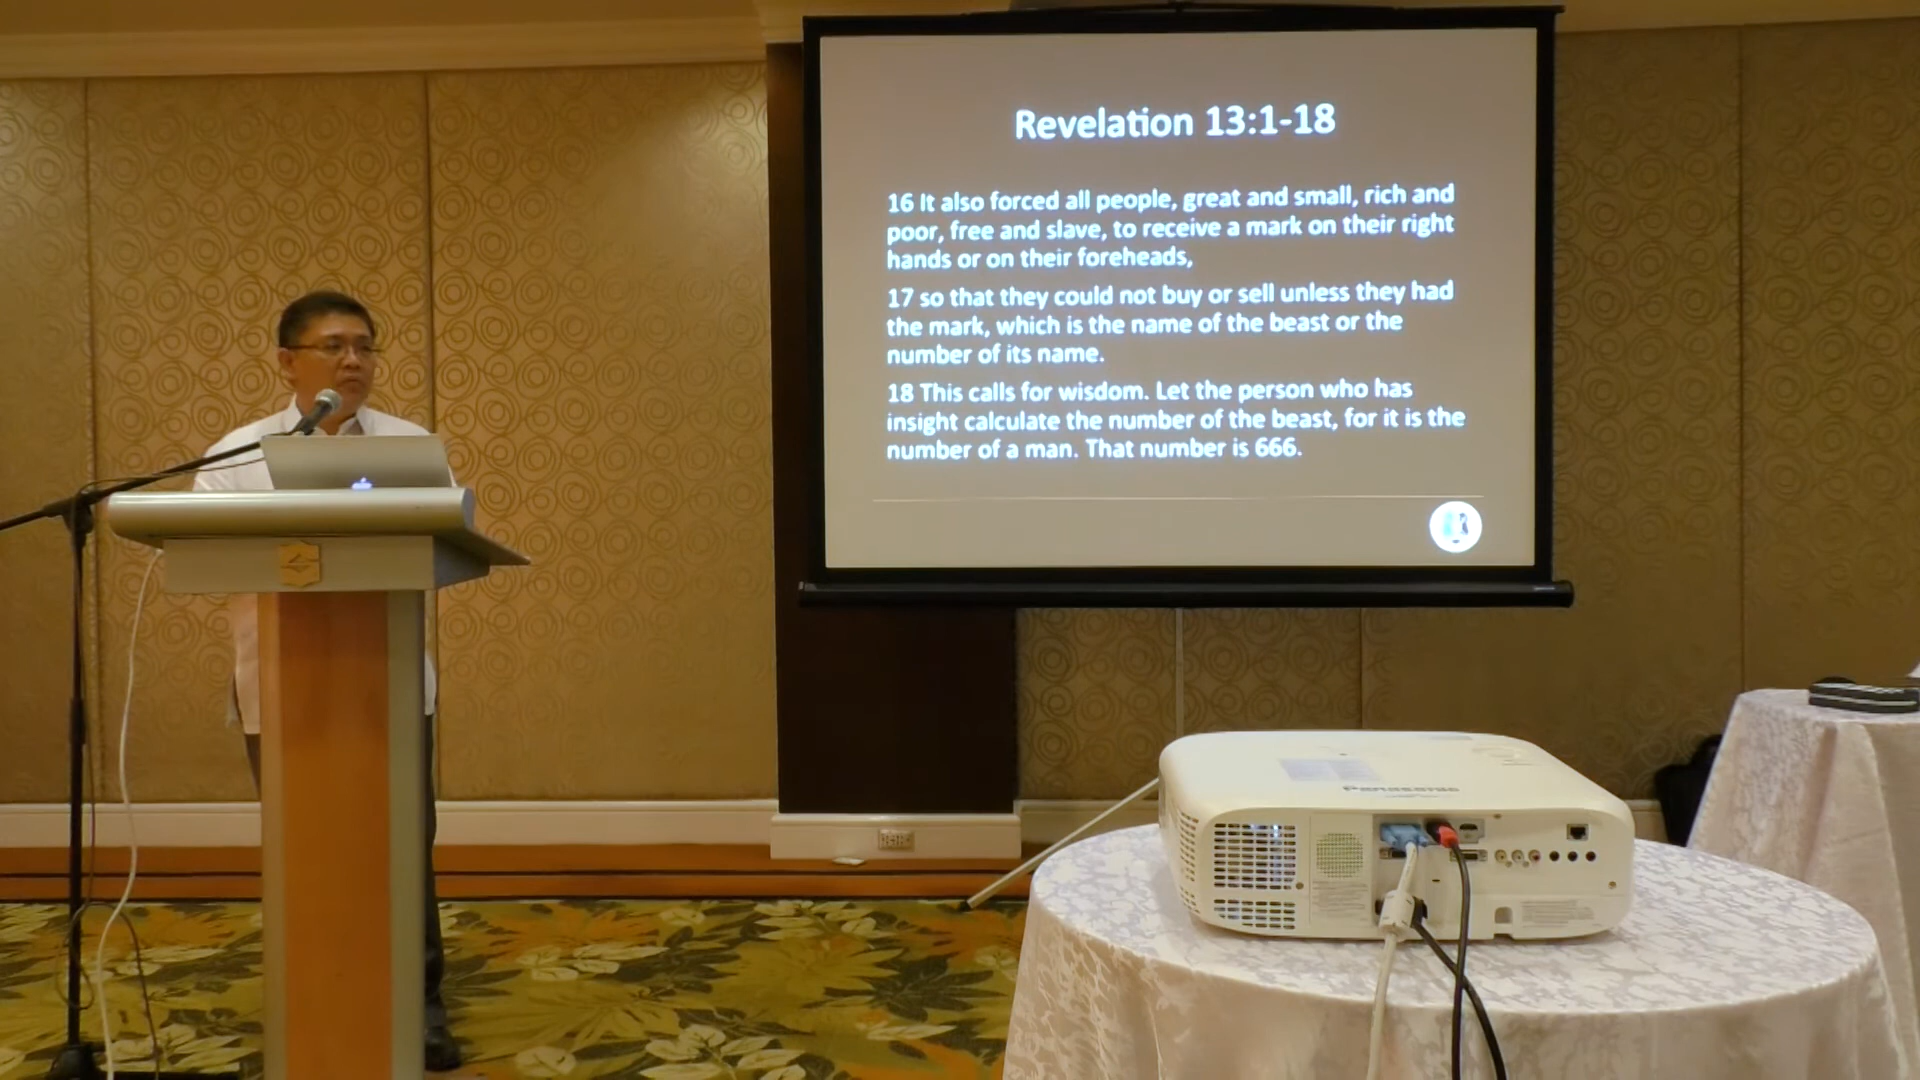 Revelation 13:1-18
16 It also forced all people, great and small, rich and
poor, free and slave, to receive a mark on their right
hands or on their foreheads,
17 so that they could not buy or sell unless they had
the mark, which is the name of the beast or the
number of its name.
18 This calls for wisdom. Let the person who has
insight calculate the number of the beast, for it is the
number of a man. That number is 666.
Panasonic